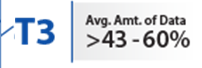 T3
Avg. Amt. of Data
>43 - 60%